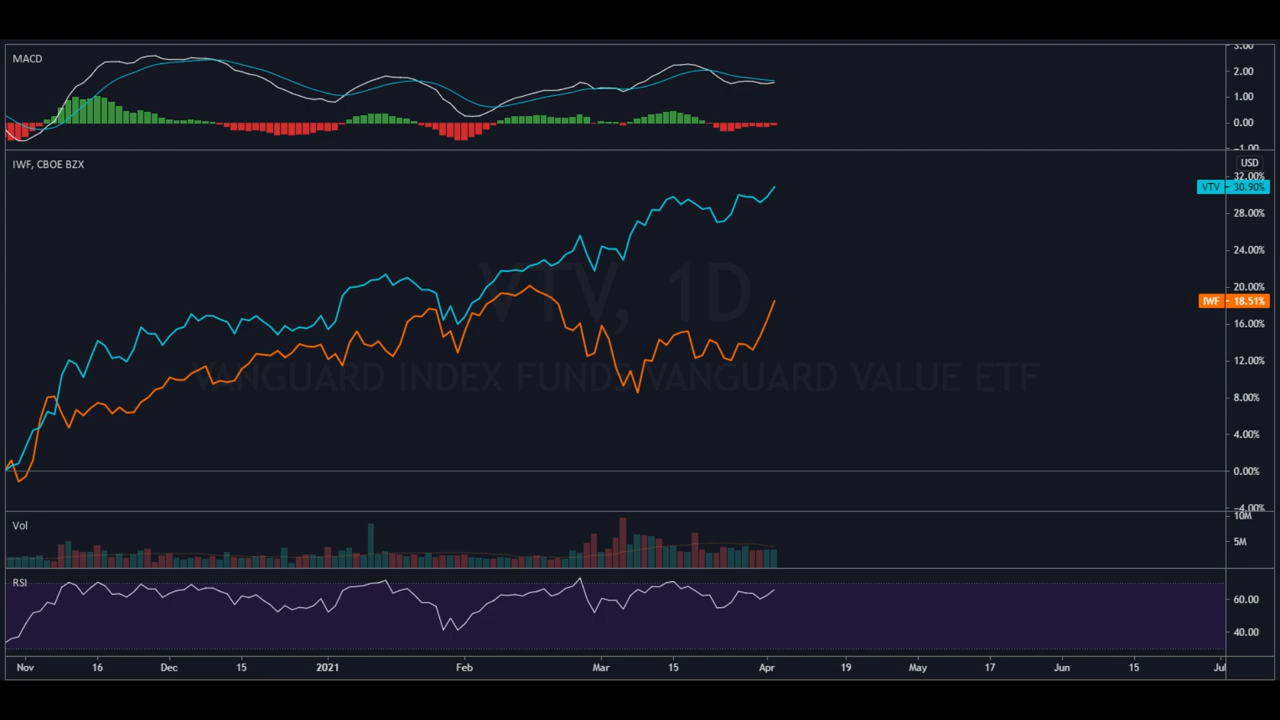 MACD
3.00
2.00
1.00
0.00
-1.00
IWF, CBOE BZX
USD
32.00%
VTV 30.90%
28.00%
24.00%
VTV, 1D
20.00%
IWF 18.51%
16.00%
12.00%
VANGUARD INDEX FUNDS VANGUARD VALUE ETF
8.00%
4.00%
0.00%
-4.00%
Vol
10M
5M
RSI
60.00
40.00
Nov 16 Dec 15 2021 Feb Mar 15 Apr 19 May 17 Jun 15 Jul